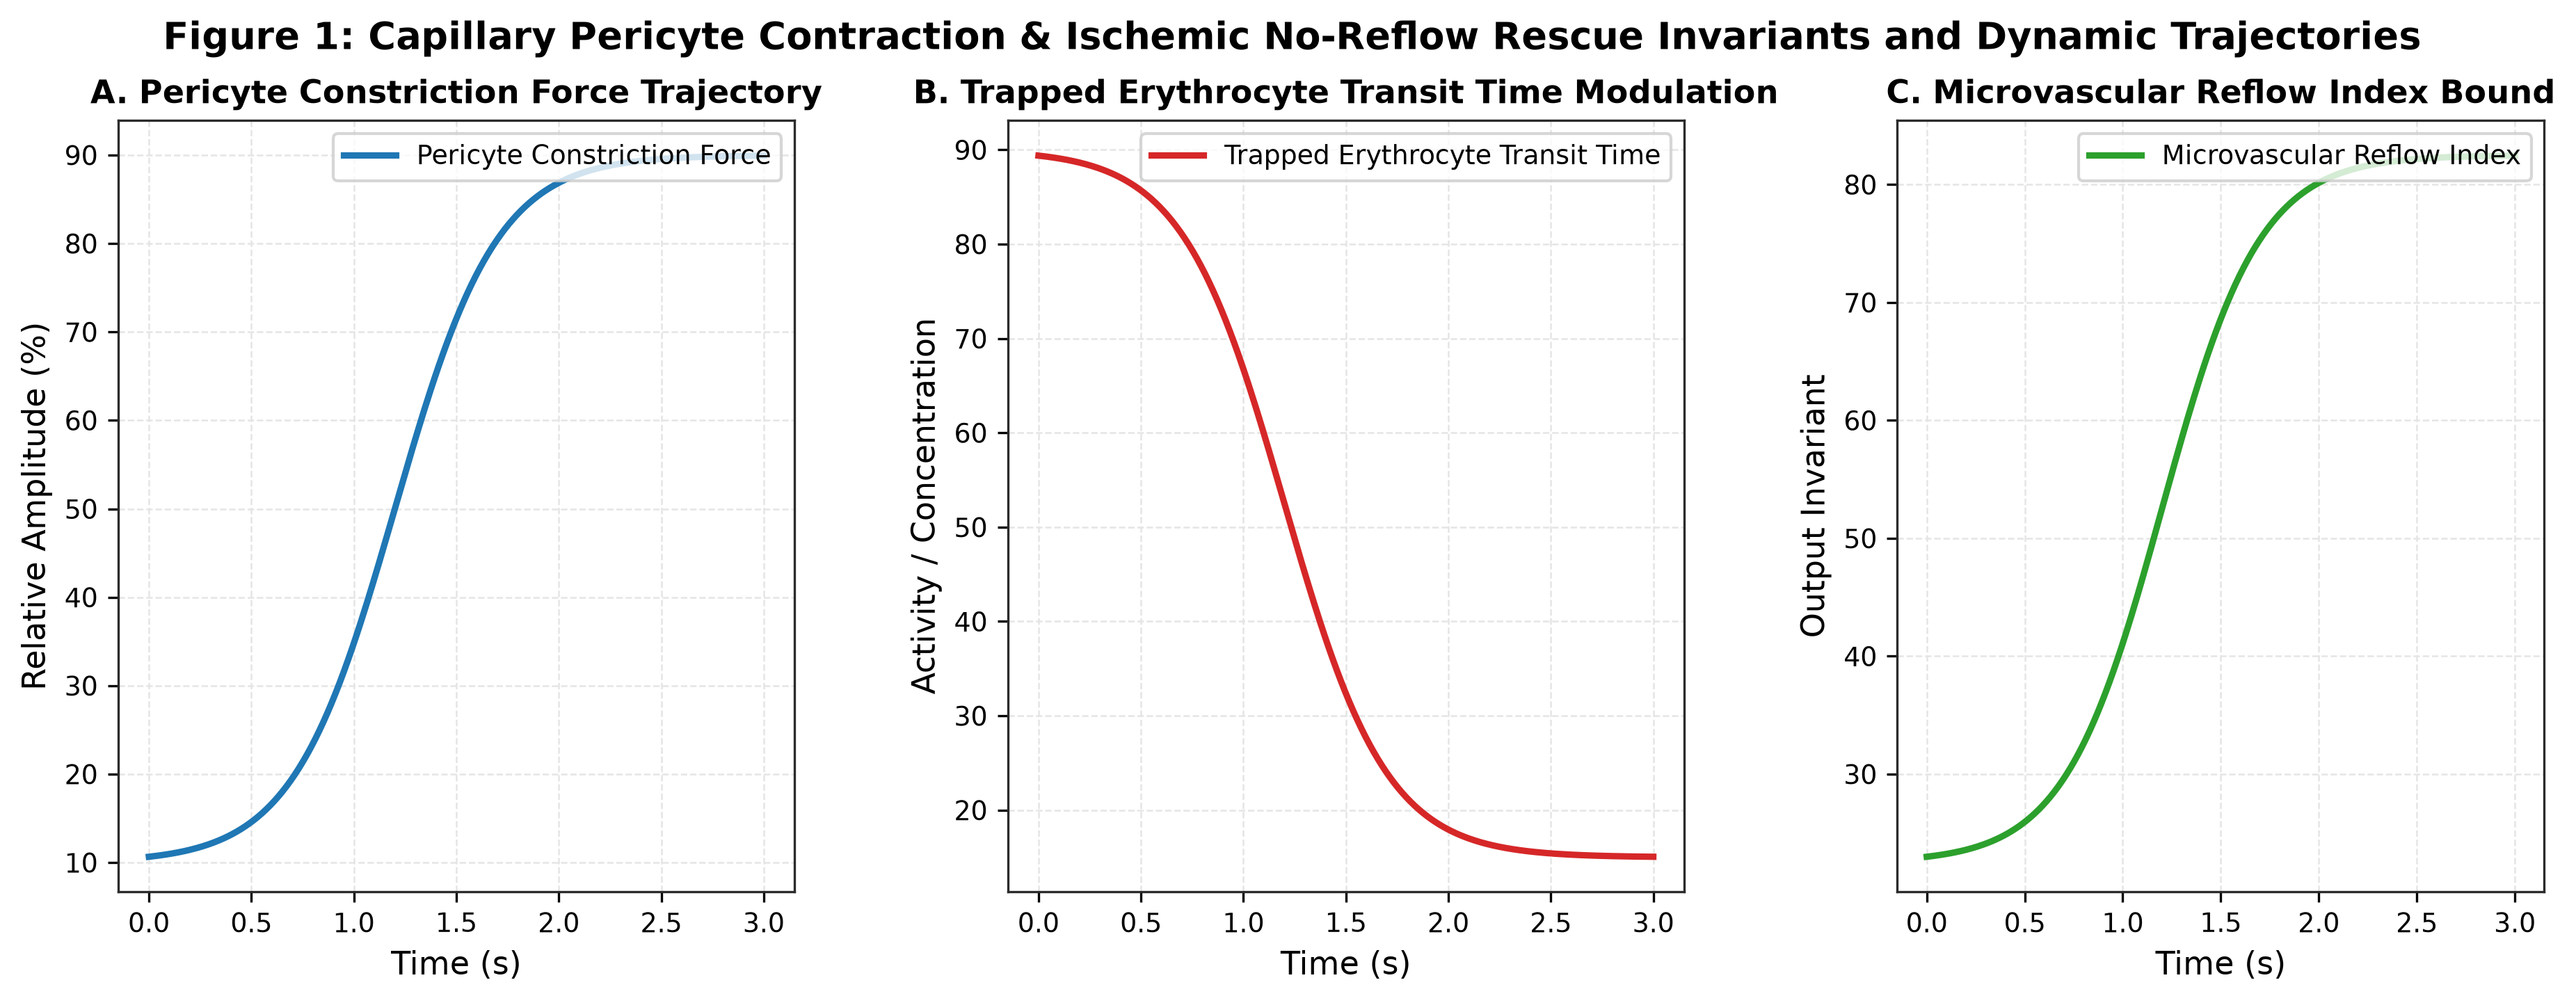 Figure 1: Capillary Pericyte Contraction & Ischemic No-Reflow Rescue Invariants and Dynamic Trajectories
A. Pericyte Constriction Force Trajectory
Pericyte Constriction Force
Relative Amplitude (%)
90
80
70
60
50
40
30
20
10
0.0 0.5 1.0 1.5 2.0 2.5 3.0
Time (s)
B. Trapped Erythrocyte Transit Time Modulation
Trapped Erythrocyte Transit Time
Activity / Concentration
90
80
70
60
50
40
30
20
0.0 0.5 1.0 1.5 2.0 2.5 3.0
Time (s)
C. Microvascular Reflow Index Bound
Microvascular Reflow Index
Output Invariant
80
70
60
50
40
30
0.0 0.5 1.0 1.5 2.0 2.5 3.0
Time (s)